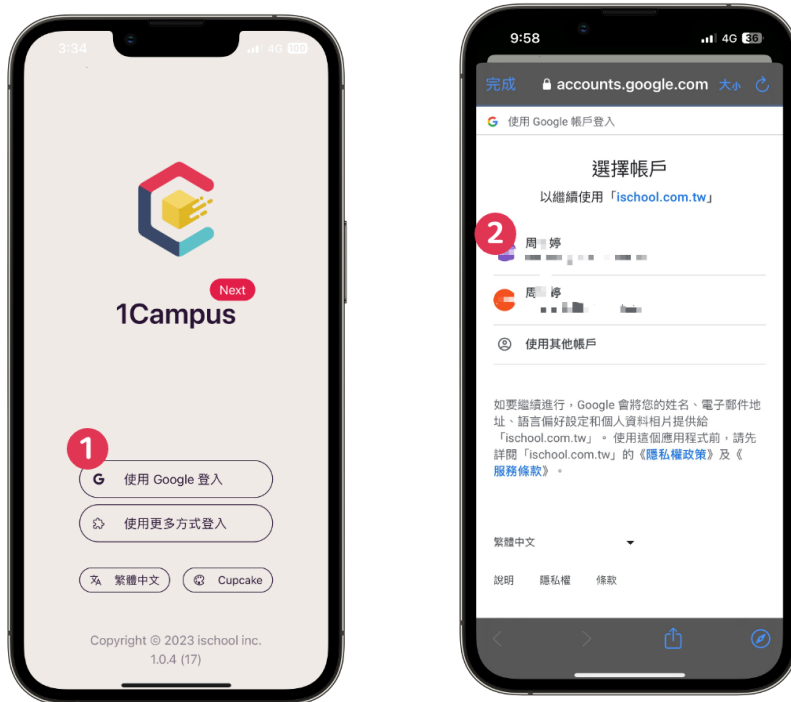 3:34
4G 100
Next
1Campus
1
使用 Google 登入
使用更多方式登入
繁體中文
Cupcake
Copyright © 2023 ischool inc.
1.0.4 (17)
9:58
4G 36
完成
accounts.google.com
大小
使用 Google 帳戶登入
選擇帳戶
以繼續使用「ischool.com.tw」
2
周 婷
周 婷
使用其他帳戶
如要繼續進行，Google 會將您的姓名、電子郵件地
址、語言偏好設定和個人資料相片提供給
「ischool.com.tw」。 使用這個應用程式前，請先
詳閱「ischool.com.tw」的《隱私權政策》及《
服務條款》。
繁體中文
說明 隱私權 條款